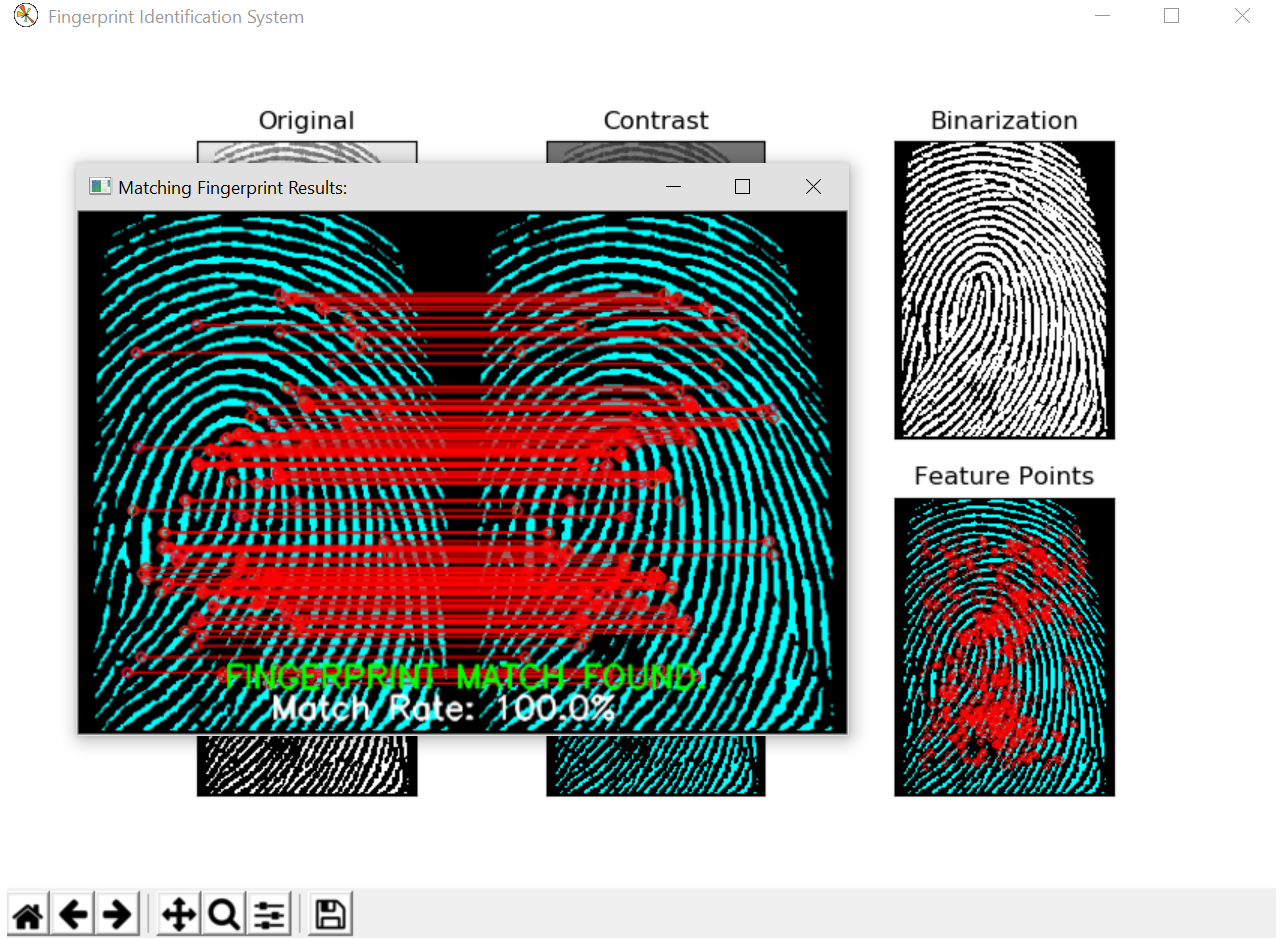 Fingerprint Identification System
Original
Contrast
Binarization
Matching Fingerprint Results:
Feature Points
FINGERPRINT MATCH FOUND.
Match Rate: 100.0%